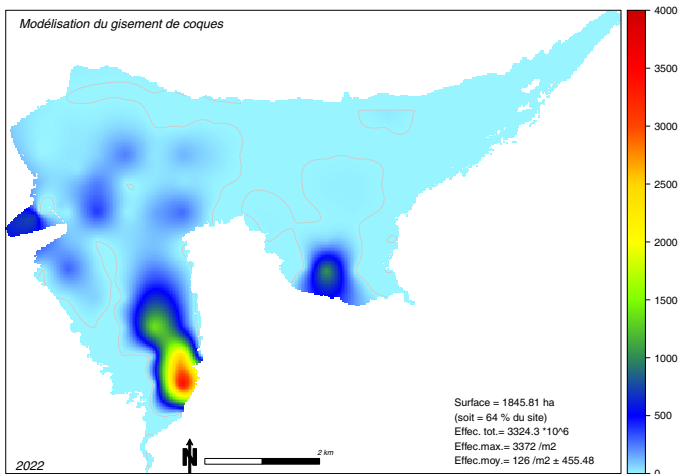 Modélisation du gisement de coques
4000
3500
3000
2500
2000
1500
1000
500
0
Surface = 1845.81 ha
(soit = 64 % du site)
Effec. tot.= 3324.3 *10^6
Effec.max.= 3372 /m2
Effec.moy.= 126 /m2 ± 455.48
2022
N
2 km